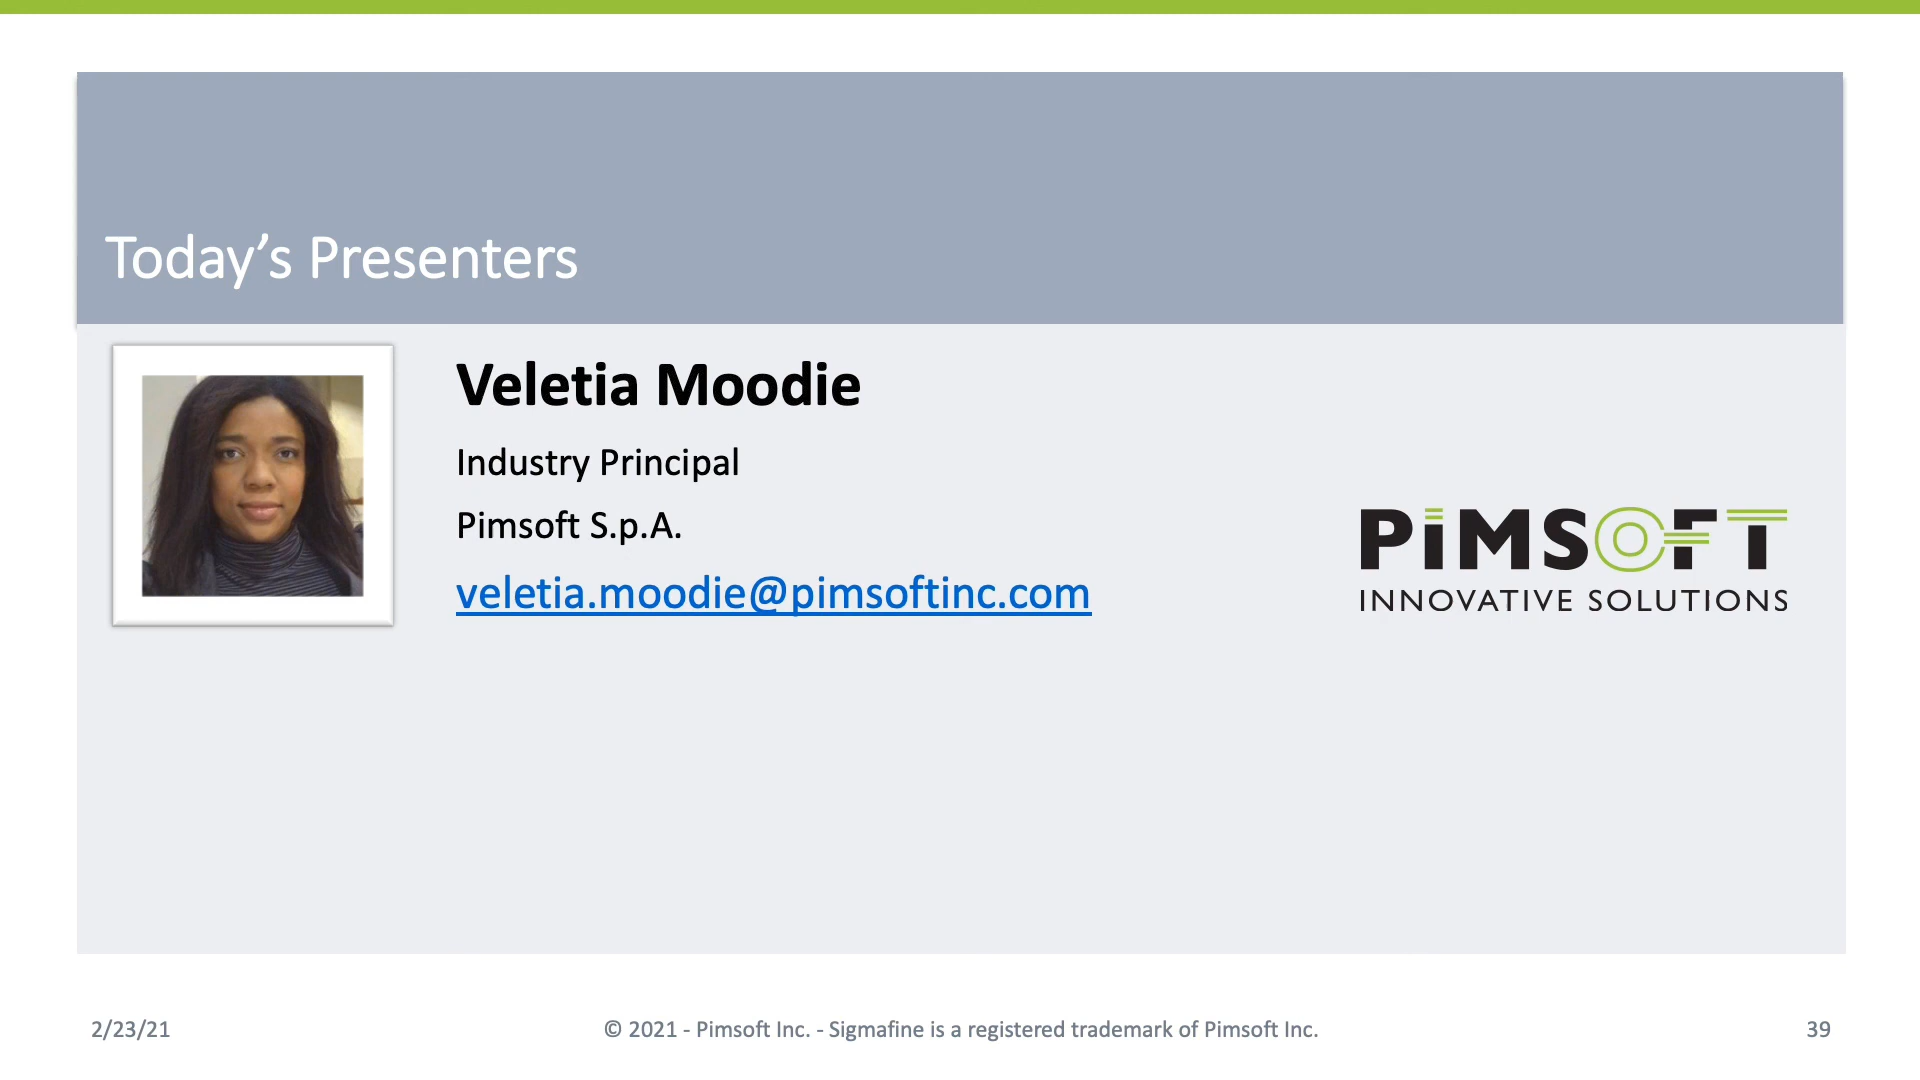 Today’s Presenters
Veletia Moodie
Industry Principal
Pimsoft S.p.A.
veletia.moodie@pimsoftinc.com
PiMSOFT
INNOVATIVE SOLUTIONS
2/23/21
© 2021 - Pimsoft Inc. - Sigmafine is a registered trademark of Pimsoft Inc.
39